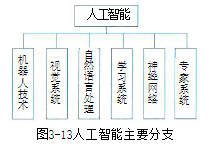 人工智能
机器人技术
视觉系统
自然语言处理
学习系统
神经网络
专家系统
图3-13人工智能主要分支